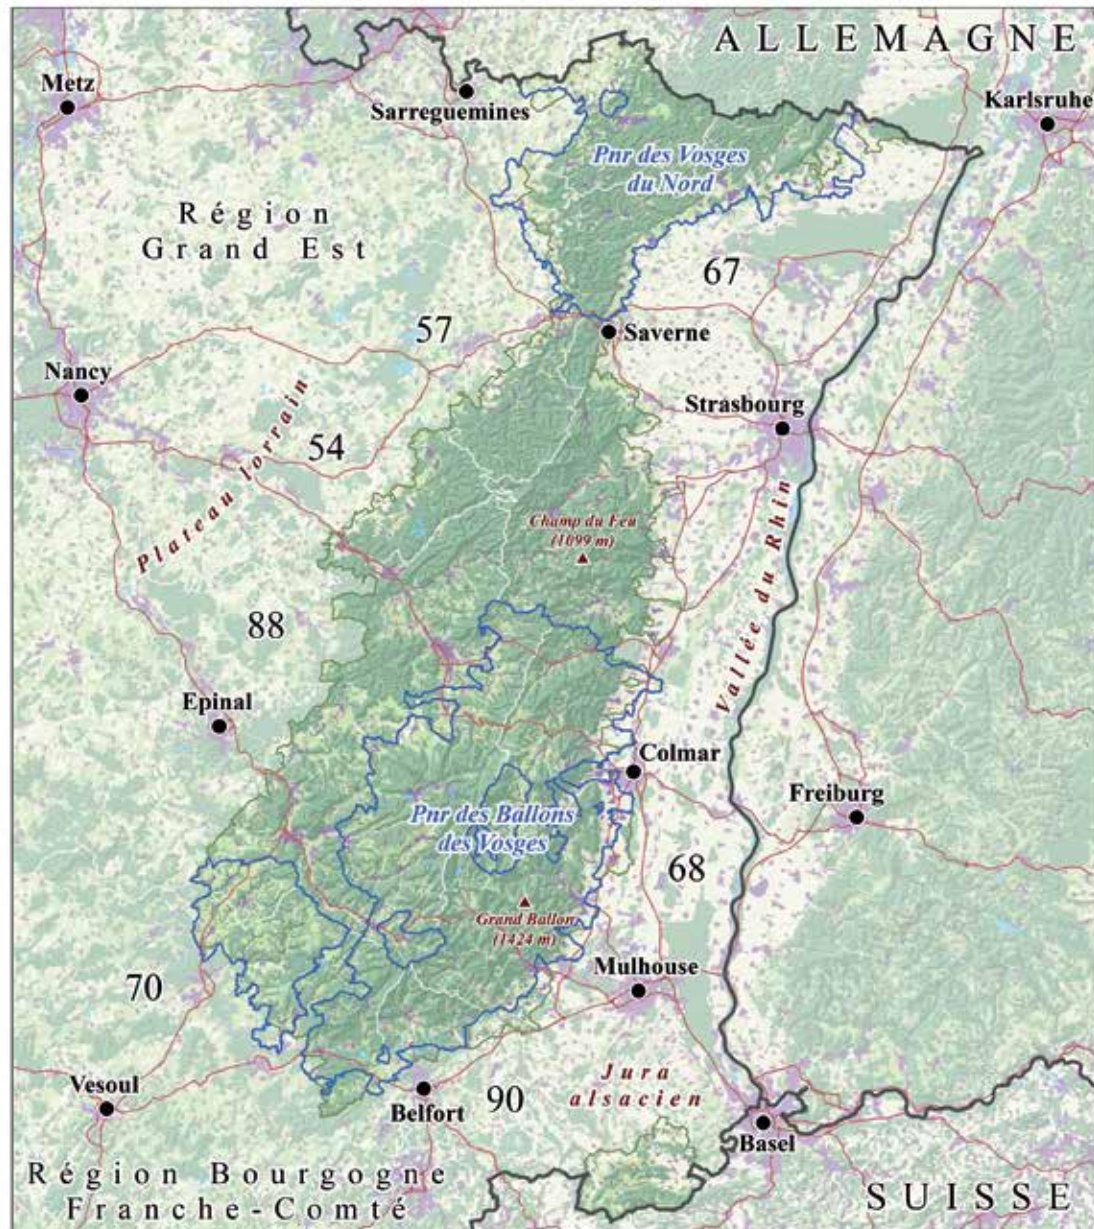 ALLEMAGNE
Metz
Sarreguemines
Karlsruhe
Pnr des Vosges
du Nord
Région
Grand Est
67
57
Saverne
Nancy
Strasbourg
Plateau lorrain
54
Champ du Feu
(1099 m)
Vallée du Rhin
88
Epinal
Colmar
Freiburg
Pnr des Ballons
des Vosges
68
Grand Ballon
(1424 m)
70
Mulhouse
Vesoul
Belfort
90
Jura
alsacien
Basel
Région Bourgogne
Franche-Comté
SUISSE